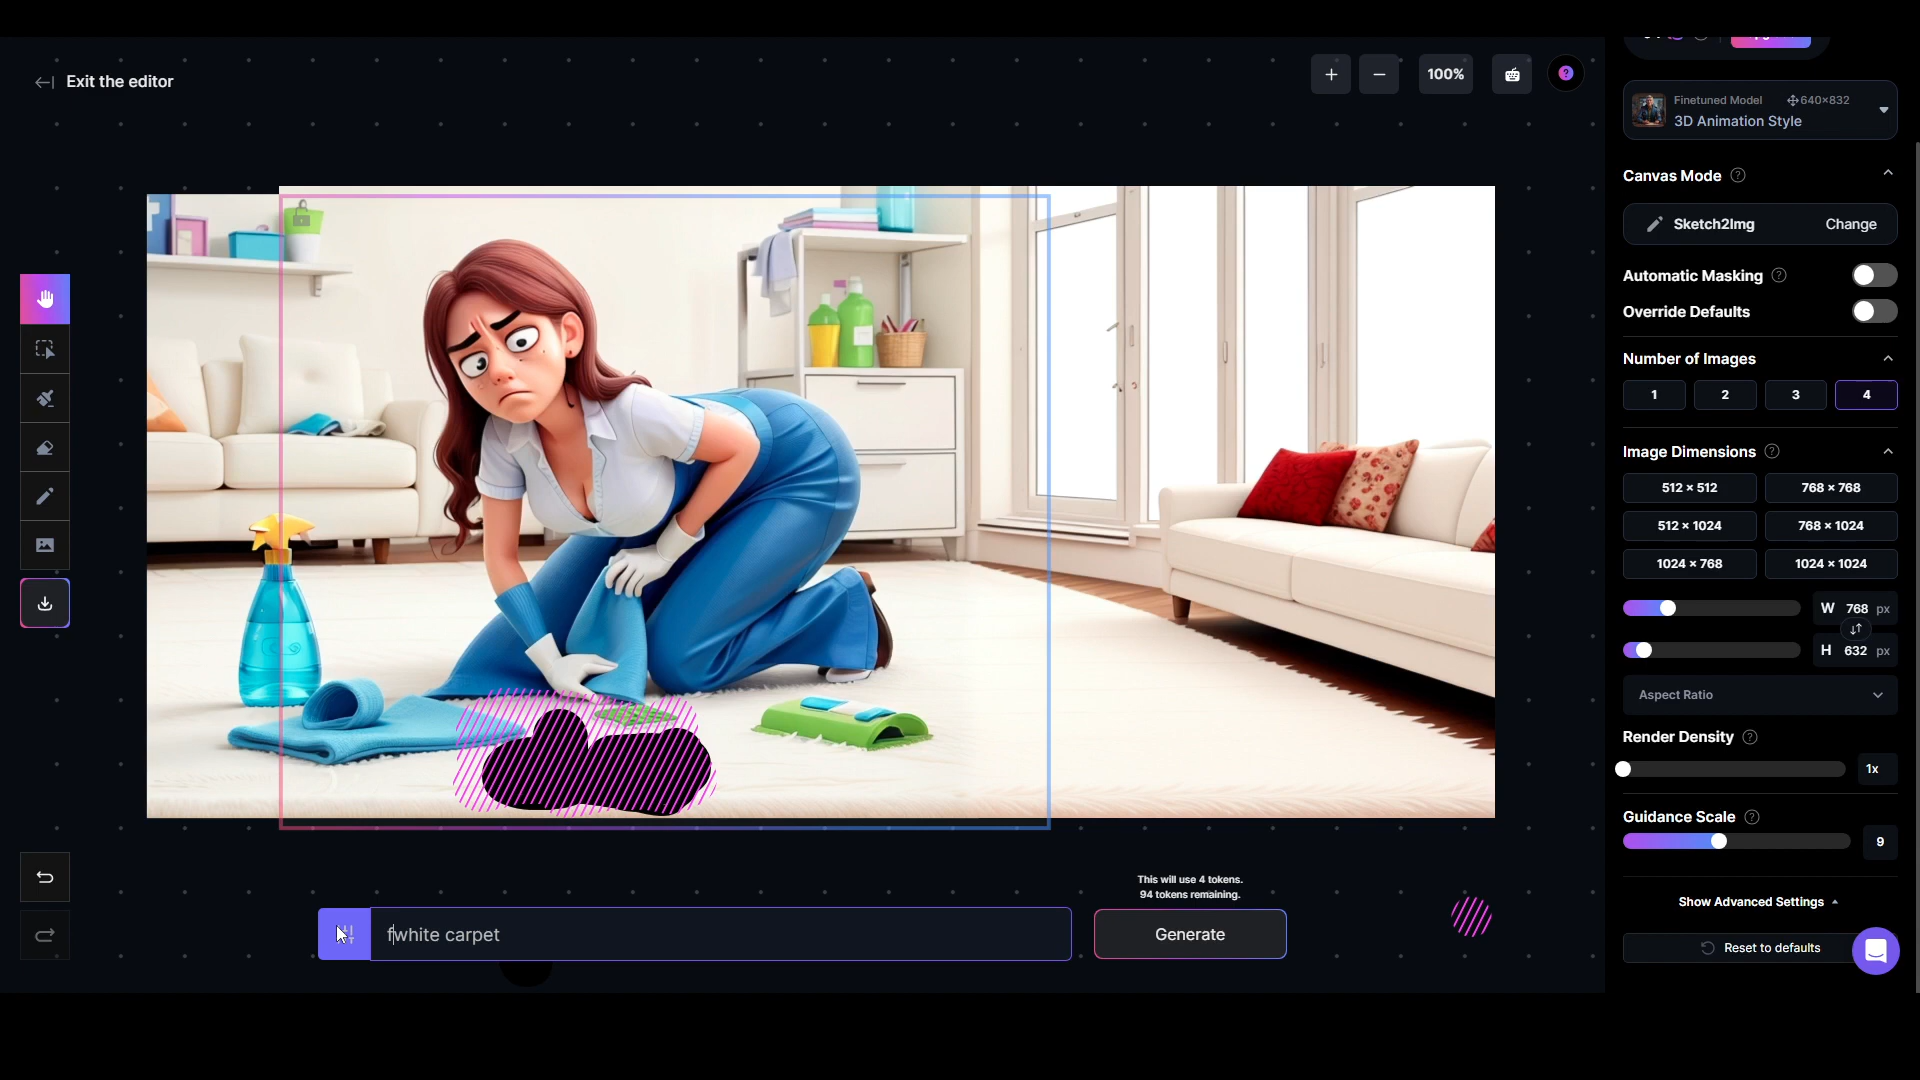 Exit the editor
100%
Finetuned Model
640×832
3D Animation Style
Canvas Mode
Sketch2Img
Change
Automatic Masking
Override Defaults
Number of Images
1
2
3
4
Image Dimensions
512 × 512
768 × 768
512 × 1024
768 × 1024
1024 × 768
1024 × 1024
W 768 px
H 632 px
Aspect Ratio
Render Density
1x
Guidance Scale
9
Show Advanced Settings
Reset to defaults
This will use 4 tokens.
94 tokens remaining.
fwhite carpet
Generate